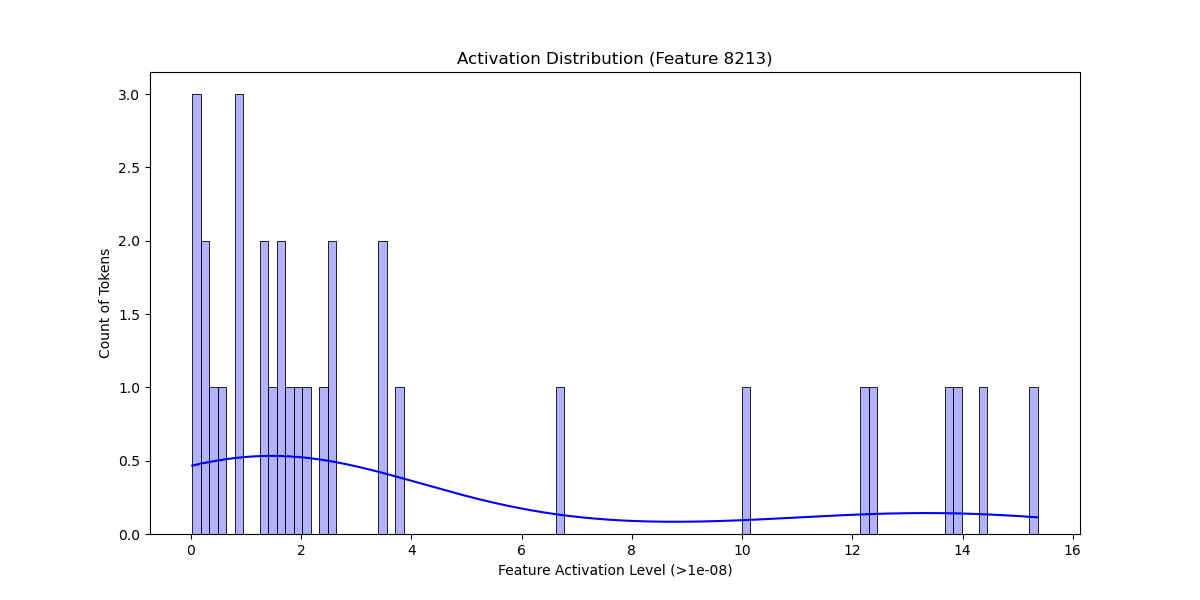 Activation Distribution (Feature 8213)
3.0
2.5
2.0
1.5
1.0
0.5
0.0
Count of Tokens
0 2 4 6 8 10 12 14 16
Feature Activation Level (>1e-08)